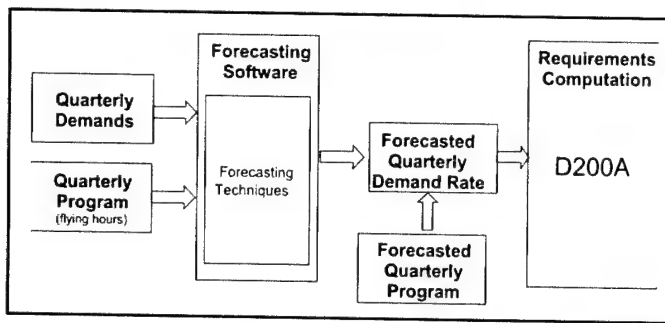 Quarterly
Demands
Quarterly
Program
(flying hours)
Forecasting
Software
Forecasting
Techniques
Forecasted
Quarterly
Demand Rate
Forecasted
Quarterly
Program
Requirements
Computation
D200A